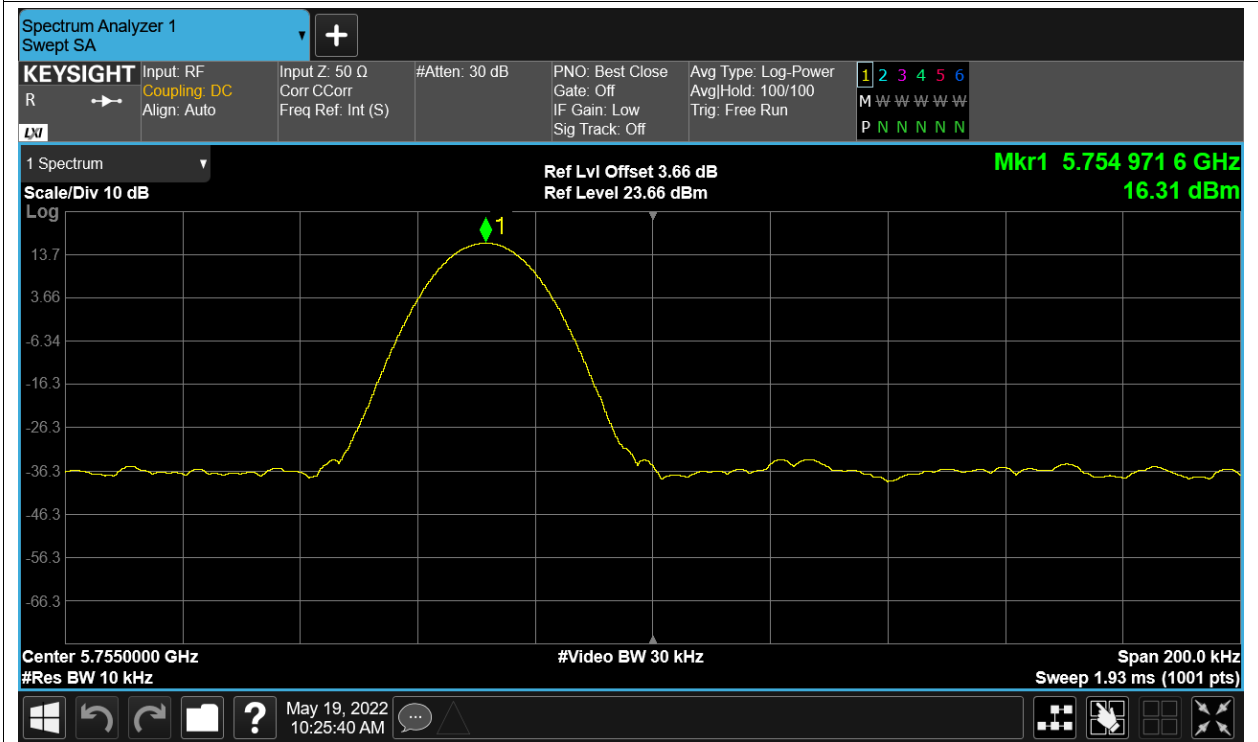 Spectrum Analyzer 1
Swept SA
+
KEYSIGHT
R
LXI
Input: RF
Coupling: DC
Align: Auto
Input Z: 50 Ω
Corr CCorr
Freq Ref: Int (S)
#Atten: 30 dB
PNO: Best Close
Gate: Off
IF Gain: Low
Sig Track: Off
Avg Type: Log-Power
Avg|Hold: 100/100
Trig: Free Run
1 2 3 4 5 6
M W W W W W
P N N N N N
1 Spectrum
Scale/Div 10 dB
Ref Lvl Offset 3.66 dB
Ref Level 23.66 dBm
Mkr1 5.754 971 6 GHz
16.31 dBm
Log
1
13.7
3.66
-6.34
-16.3
-26.3
-36.3
-46.3
-56.3
-66.3
Center 5.7550000 GHz
#Video BW 30 kHz
Span 200.0 kHz
#Res BW 10 kHz
Sweep 1.93 ms (1001 pts)
?
May 19, 2022
10:25:40 AM